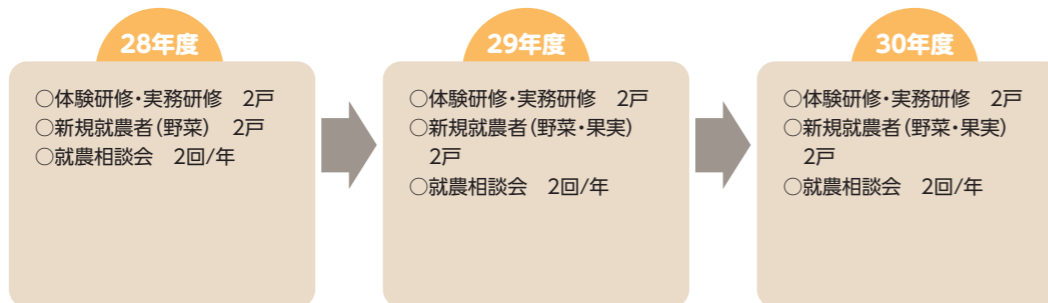 28年度
○体験研修・実務研修　2戸
○新規就農者(野菜)　2戸
○就農相談会　2回/年
29年度
○体験研修・実務研修　2戸
○新規就農者(野菜・果実)
2戸
○就農相談会　2回/年
30年度
○体験研修・実務研修　2戸
○新規就農者(野菜・果実)
2戸
○就農相談会　2回/年